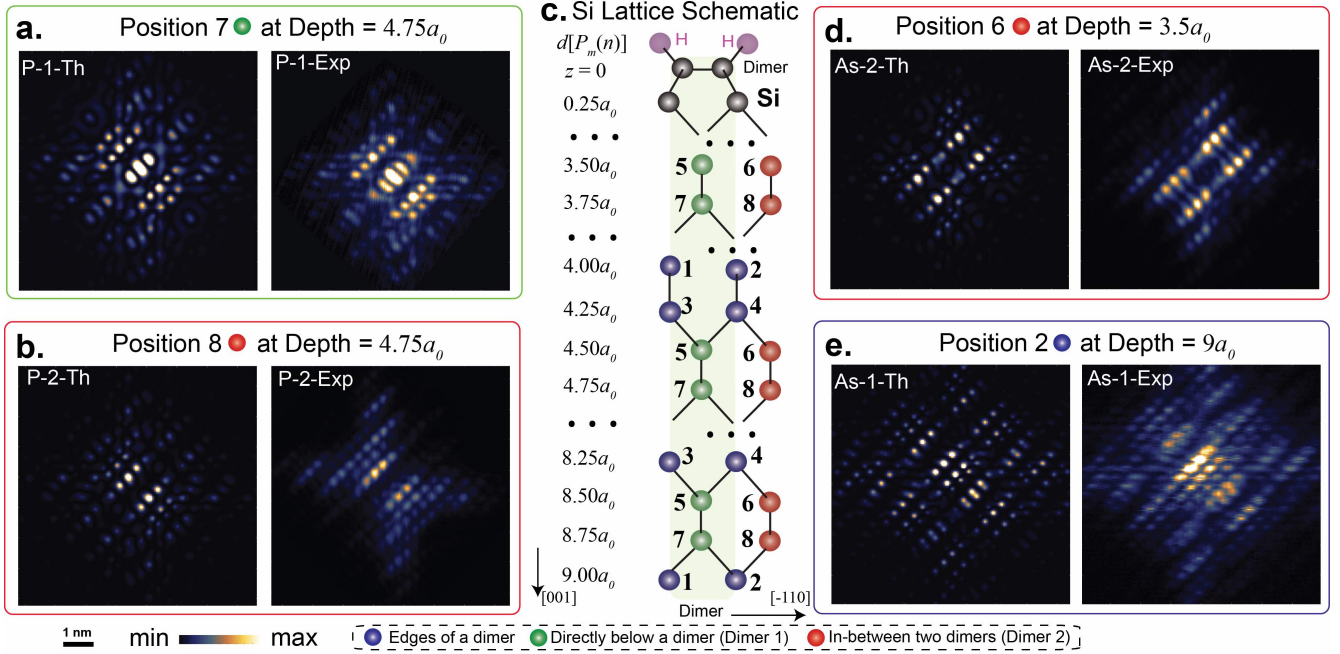 a.
Position 7 at Depth = 4.75a₀
P-1-Th
P-1-Exp
b.
Position 8 at Depth = 4.75a₀
P-2-Th
P-2-Exp
1 nm
min
max
c. Si Lattice Schematic
d[Pₘ(n)]
H H
z = 0
Dimer
0.25a₀
Si
• • •
• • •
3.50a₀
5 6
3.75a₀
7 8
• • •
• • •
4.00a₀
1 2
4.25a₀
3 4
4.50a₀
5 6
4.75a₀
7 8
• • •
• • •
8.25a₀
3 4
8.50a₀
5 6
8.75a₀
7 8
9.00a₀
1 2
[001]
Dimer
[-110]
Edges of a dimer
Directly below a dimer (Dimer 1)
In-between two dimers (Dimer 2)
d.
Position 6 at Depth = 3.5a₀
As-2-Th
As-2-Exp
e.
Position 2 at Depth = 9a₀
As-1-Th
As-1-Exp